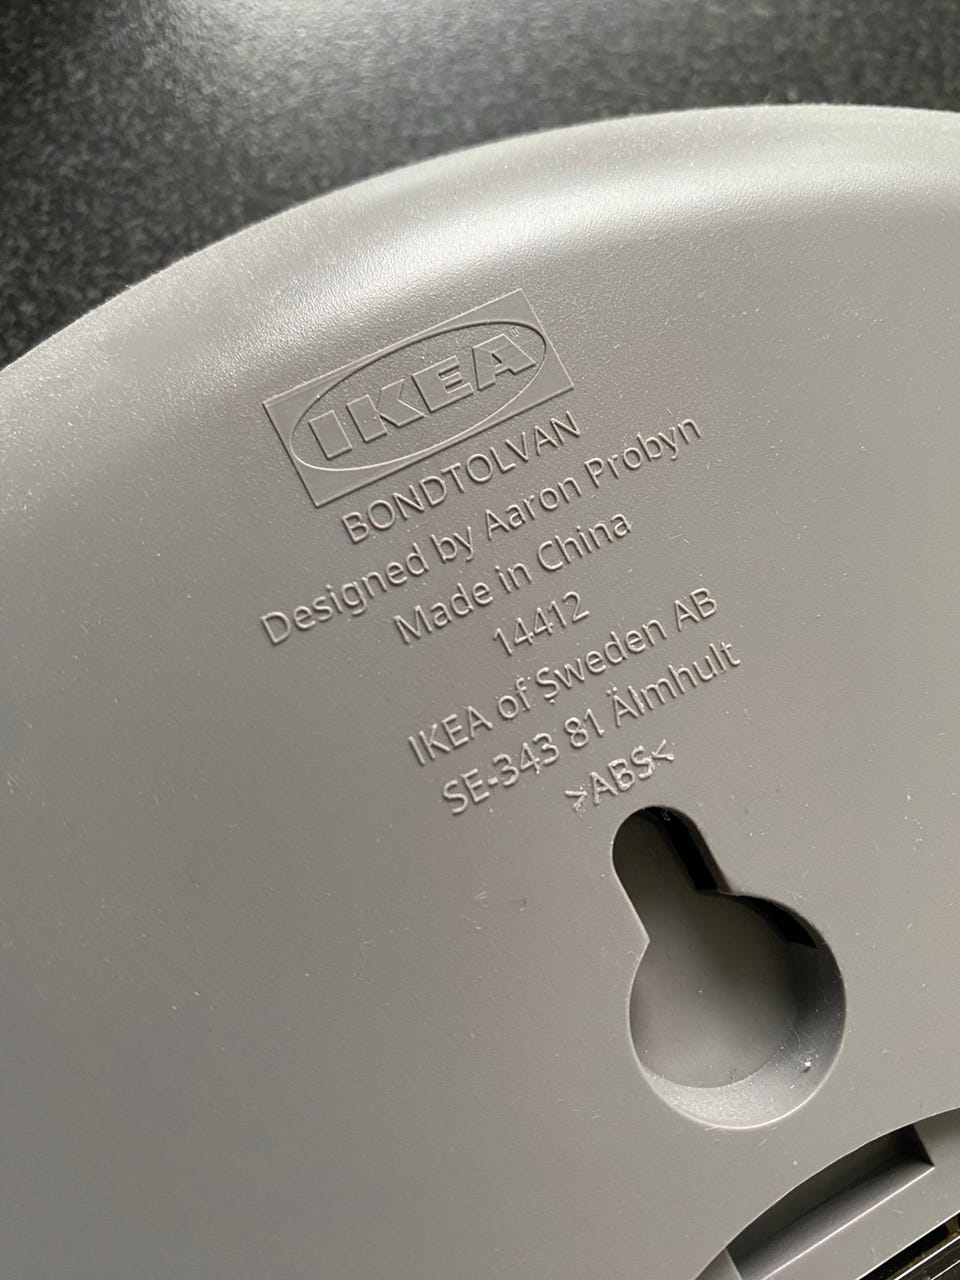 IKEA
BONDTOLVAN
Designed by Aaron Probyn
Made in China
14412
IKEA of Sweden AB
SE-343 81 Älmhult
>ABS<